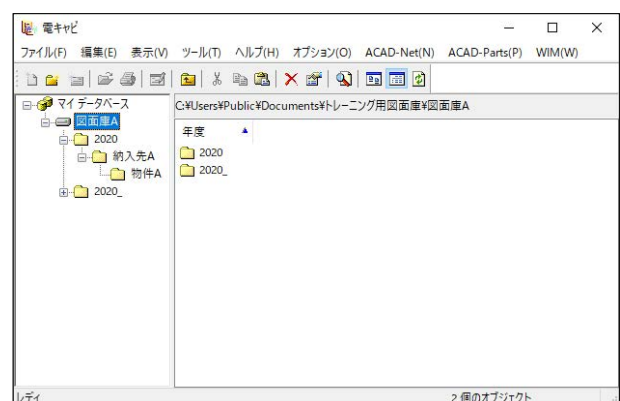 電キャビ
ファイル(F) 編集(E) 表示(V) ツール(T) ヘルプ(H) オプション(O) ACAD-Net(N) ACAD-Parts(P) WIM(W)
マイ データベース
図面庫A
2020
納入先A
物件A
2020_
C:¥Users¥Public¥Documents¥トレーニング用図面庫¥図面庫A
年度
2020
2020_
レディ
2 個のオブジェクト